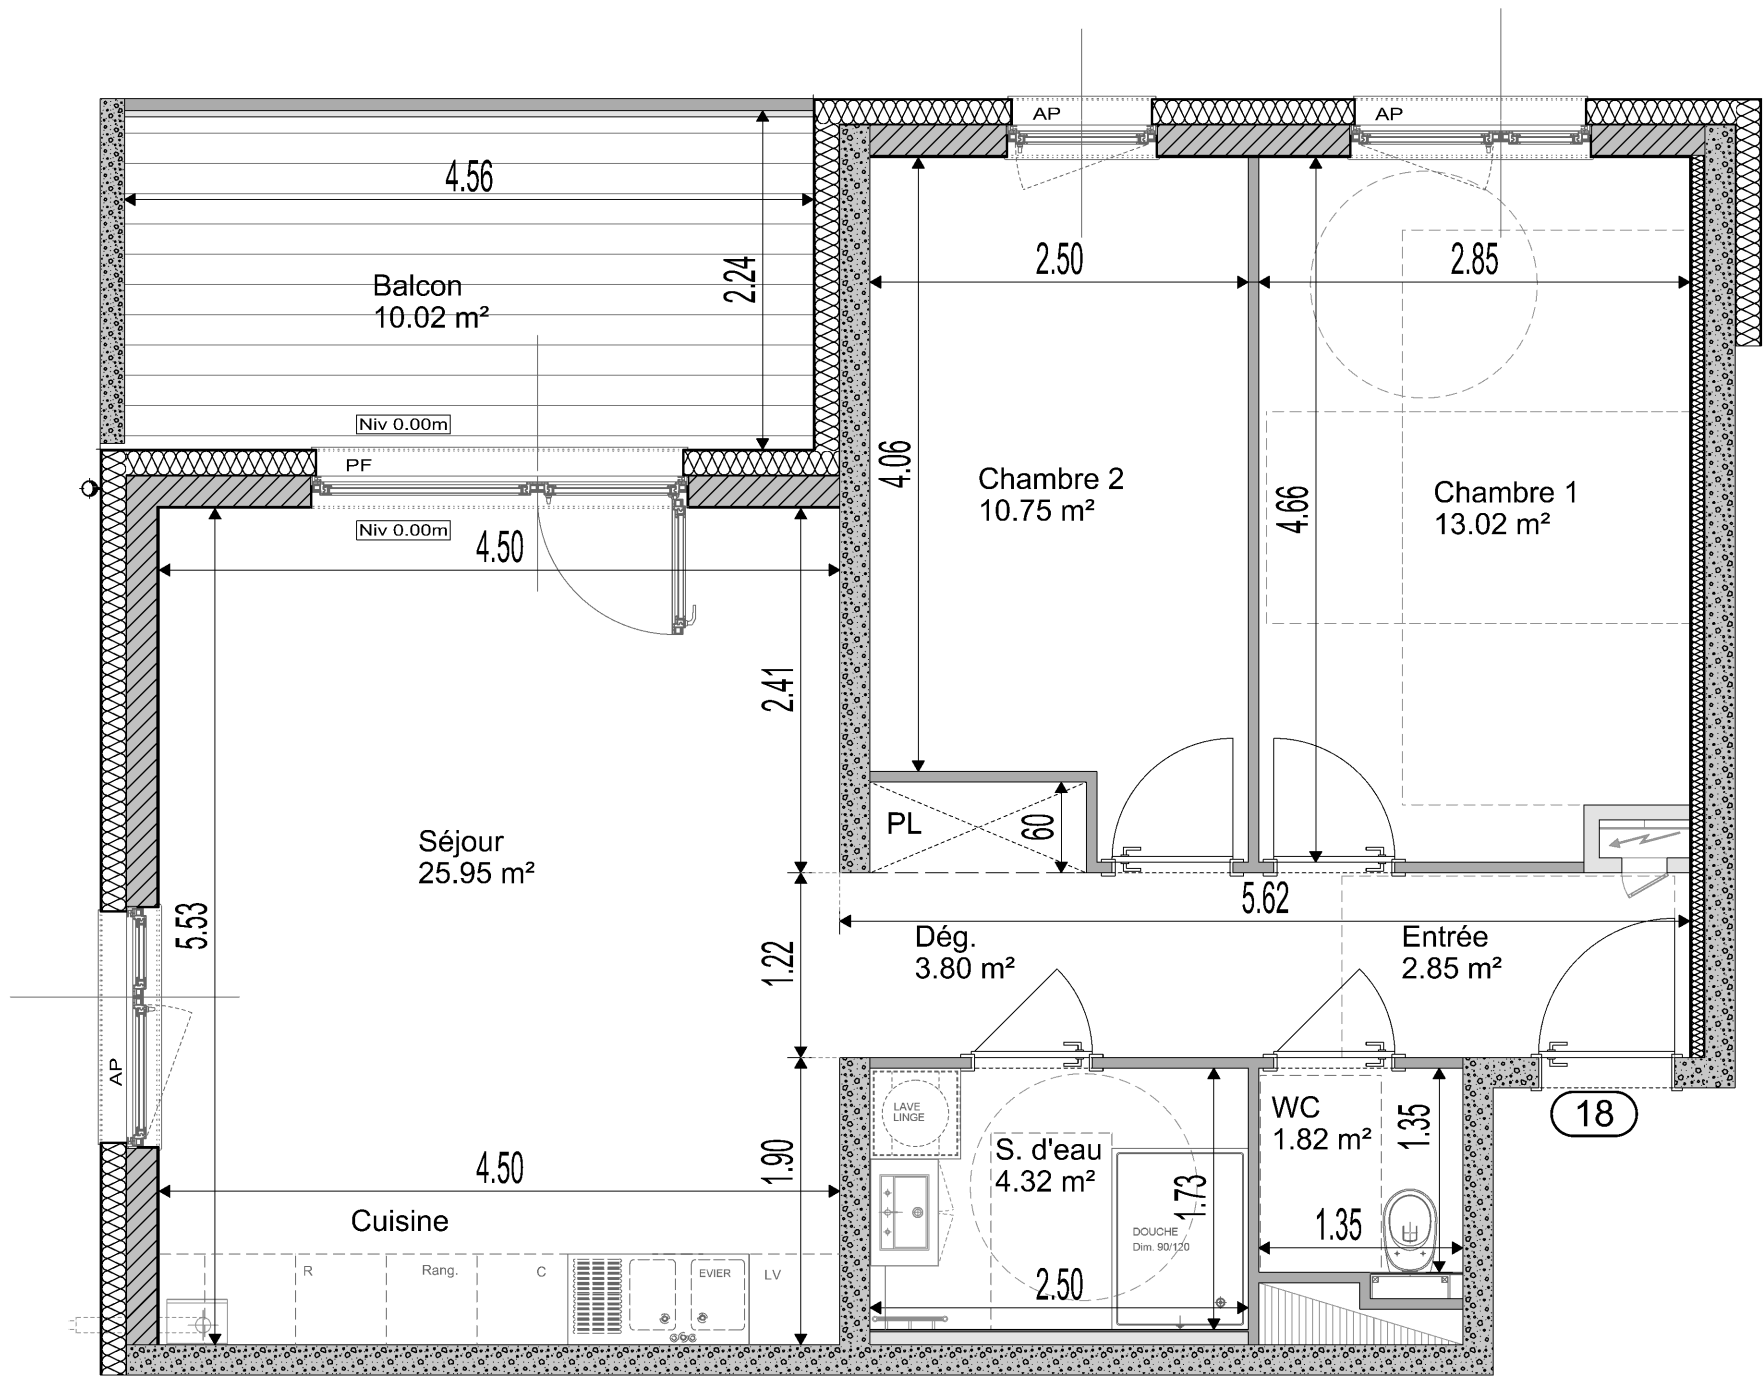 AP
AP
4.56
2.24
Balcon
10.02 m²
2.50
2.85
Niv 0.00m
PF
Niv 0.00m
4.50
4.06
Chambre 2
10.75 m²
4.66
Chambre 1
13.02 m²
2.41
Séjour
25.95 m²
PL
60
5.53
5.62
1.22
Dég.
3.80 m²
Entrée
2.85 m²
AP
LAVE
LINGE
WC
1.82 m²
1.35
18
1.90
4.50
S. d'eau
4.32 m²
1.73
Cuisine
DOUCHE
Dim. 90/120
1.35
R
Rang.
C
EVIER
LV
2.50